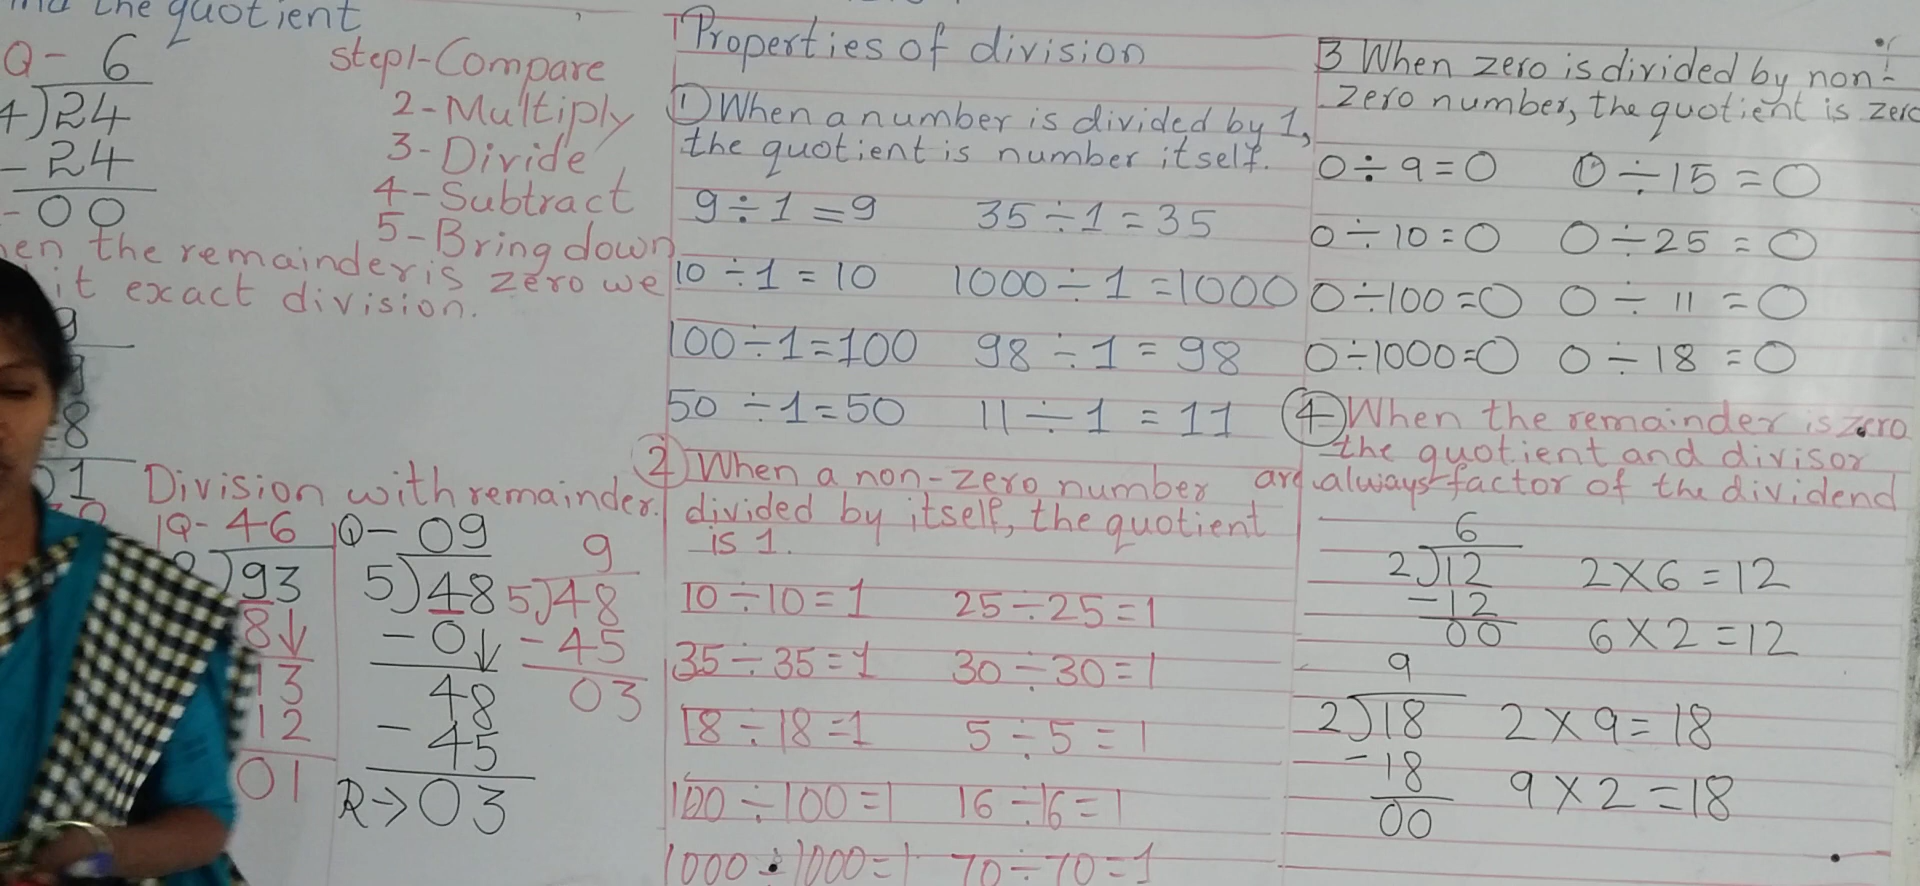 the quotient
Q- 6
4)24
-24
-00
step1-Compare
2-Multiply
3-Divide
4-Subtract
5-Bring down
the remainder is zero we
it exact division.
9
8
01
Division with remainder.
Q-46
)93
8↓
13
12
01
Q-09
5)48
-0↓
48
-45
R→03
9
5)48
-45
03
Properties of division
① When a number is divided by 1,
the quotient is number itself.
9÷1=9 35÷1=35
10÷1=10 1000÷1=1000
100÷1=100 98÷1=98
50÷1=50 11÷1=11
② When a non-zero number
divided by itself, the quotient
is 1.
10÷10=1 25÷25=1
35÷35=1 30÷30=1
18÷18=1 5÷5=1
100÷100=1 16÷16=1
1000÷1000=1 70÷70=1
3 When zero is divided by non-
zero number, the quotient is zero
0÷9=0 0÷15=0
0÷10=0 0÷25=0
0÷100=0 0÷11=0
0÷1000=0 0÷18=0
④ When the remainder is zero
the quotient and divisor
are always factor of the dividend
6
2)12 2×6=12
-12
00 6×2=12
9
2)18 2×9=18
-18
00 9×2=18